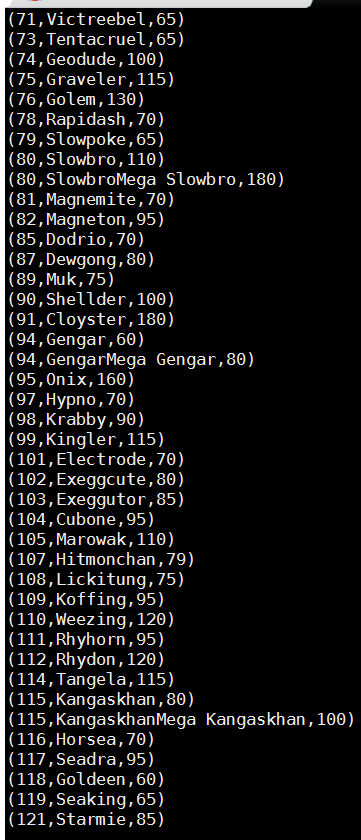 (71,Victreebel,65)
(73,Tentacruel,65)
(74,Geodude,100)
(75,Graveler,115)
(76,Golem,130)
(78,Rapidash,70)
(79,Slowpoke,65)
(80,Slowbro,110)
(80,SlowbroMega Slowbro,180)
(81,Magnemite,70)
(82,Magneton,95)
(85,Dodrio,70)
(87,Dewgong,80)
(89,Muk,75)
(90,Shellder,100)
(91,Cloyster,180)
(94,Gengar,60)
(94,GengarMega Gengar,80)
(95,Onix,160)
(97,Hypno,70)
(98,Krabby,90)
(99,Kingler,115)
(101,Electrode,70)
(102,Exeggcute,80)
(103,Exeggutor,85)
(104,Cubone,95)
(105,Marowak,110)
(107,Hitmonchan,79)
(108,Lickitung,75)
(109,Koffing,95)
(110,Weezing,120)
(111,Rhyhorn,95)
(112,Rhydon,120)
(114,Tangela,115)
(115,Kangaskhan,80)
(115,KangaskhanMega Kangaskhan,100)
(116,Horsea,70)
(117,Seadra,95)
(118,Goldeen,60)
(119,Seaking,65)
(121,Starmie,85)